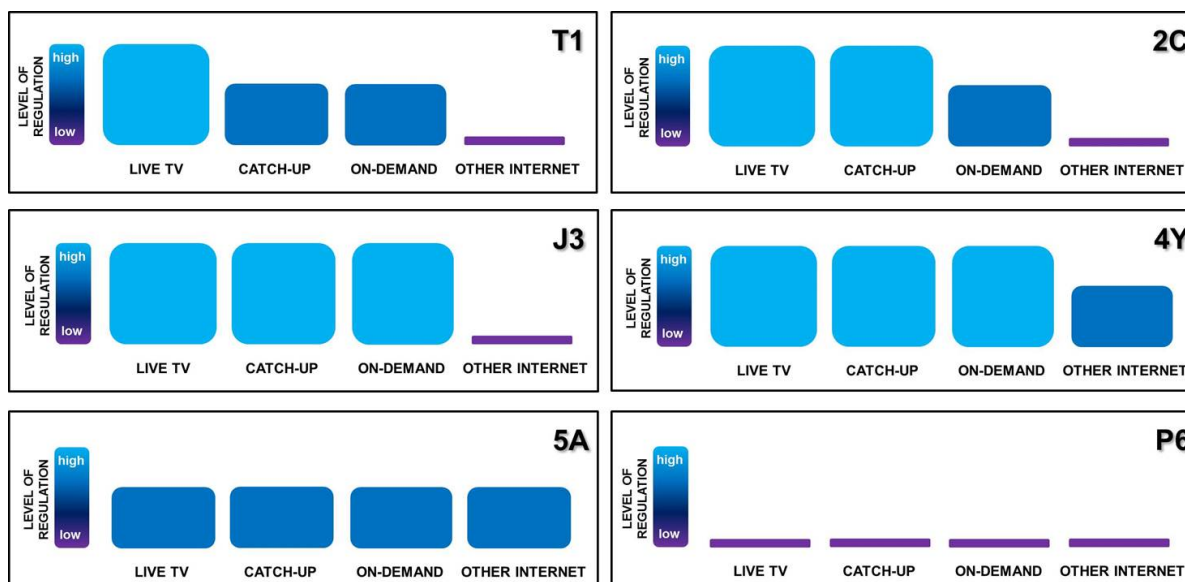 T1
LEVEL OF
REGULATION
high
low
LIVE TV CATCH-UP ON-DEMAND OTHER INTERNET
2C
LEVEL OF
REGULATION
high
low
LIVE TV CATCH-UP ON-DEMAND OTHER INTERNET
J3
LEVEL OF
REGULATION
high
low
LIVE TV CATCH-UP ON-DEMAND OTHER INTERNET
4Y
LEVEL OF
REGULATION
high
low
LIVE TV CATCH-UP ON-DEMAND OTHER INTERNET
5A
LEVEL OF
REGULATION
high
low
LIVE TV CATCH-UP ON-DEMAND OTHER INTERNET
P6
LEVEL OF
REGULATION
high
low
LIVE TV CATCH-UP ON-DEMAND OTHER INTERNET